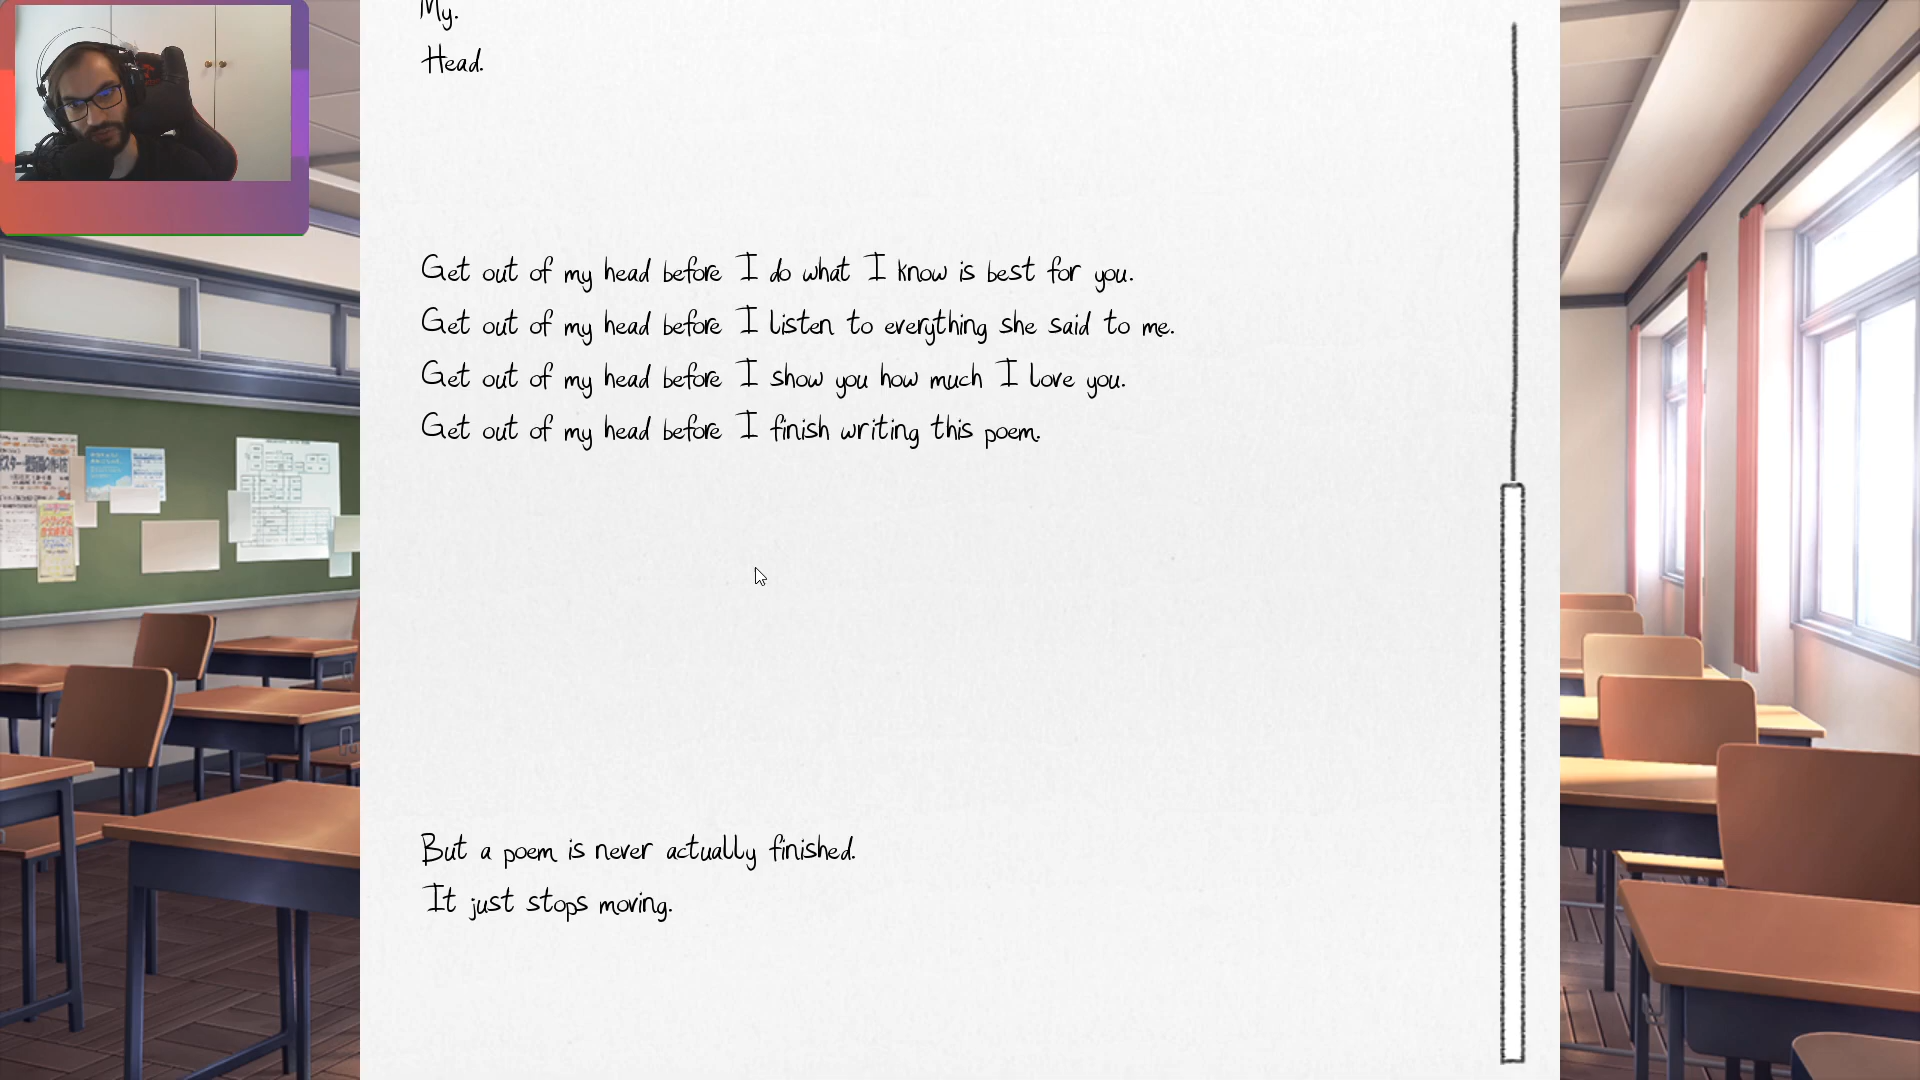 My.
Head.
Get out of my head before I do what I know is best for you.
Get out of my head before I listen to everything she said to me.
Get out of my head before I show you how much I love you.
Get out of my head before I finish writing this poem.
But a poem is never actually finished.
It just stops moving.